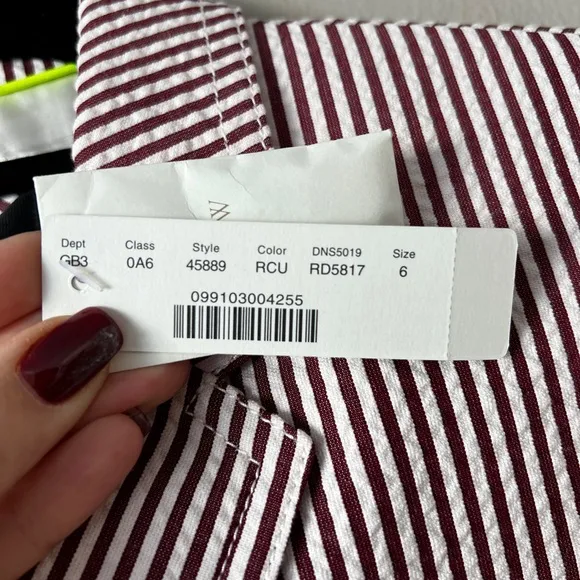 Dept Class Style Color DNS5019 Size
GB3 0A6 45889 RCU RD5817 6
099103004255